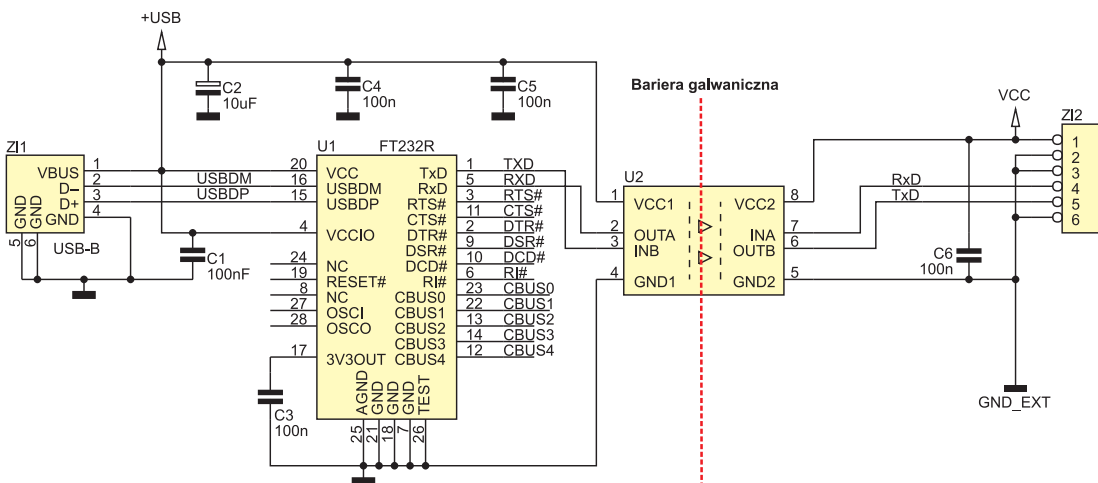 +USB
C2
10uF
C4
100n
C5
100n
Bariera galwaniczna
VCC
Zl2
1
2
3
4
5
6
Zl1
VBUS
D−
D+
GND
GND
GND
1
2
3
4
5
6
USB-B
USBDM
USBDP
C1
100nF
U1
FT232R
20
16
15
4
24
19
8
27
28
17
VCC
USBDM
USBDP
VCCIO
NC
RESET#
NC
OSCI
OSCO
3V3OUT
TxD
RxD
RTS#
CTS#
DTR#
DSR#
DCD#
RI#
CBUS0
CBUS1
CBUS2
CBUS3
CBUS4
AGND
GND
GND
GND
TEST
25
21
18
7
26
1
5
3
11
2
9
10
6
23
22
13
14
12
TXD
RXD
RTS#
CTS#
DTR#
DSR#
DCD#
RI#
CBUS0
CBUS1
CBUS2
CBUS3
CBUS4
C3
100n
U2
1
2
3
4
VCC1
OUTA
INB
GND1
VCC2
INA
OUTB
GND2
8
7
6
5
RxD
TxD
C6
100n
GND_EXT